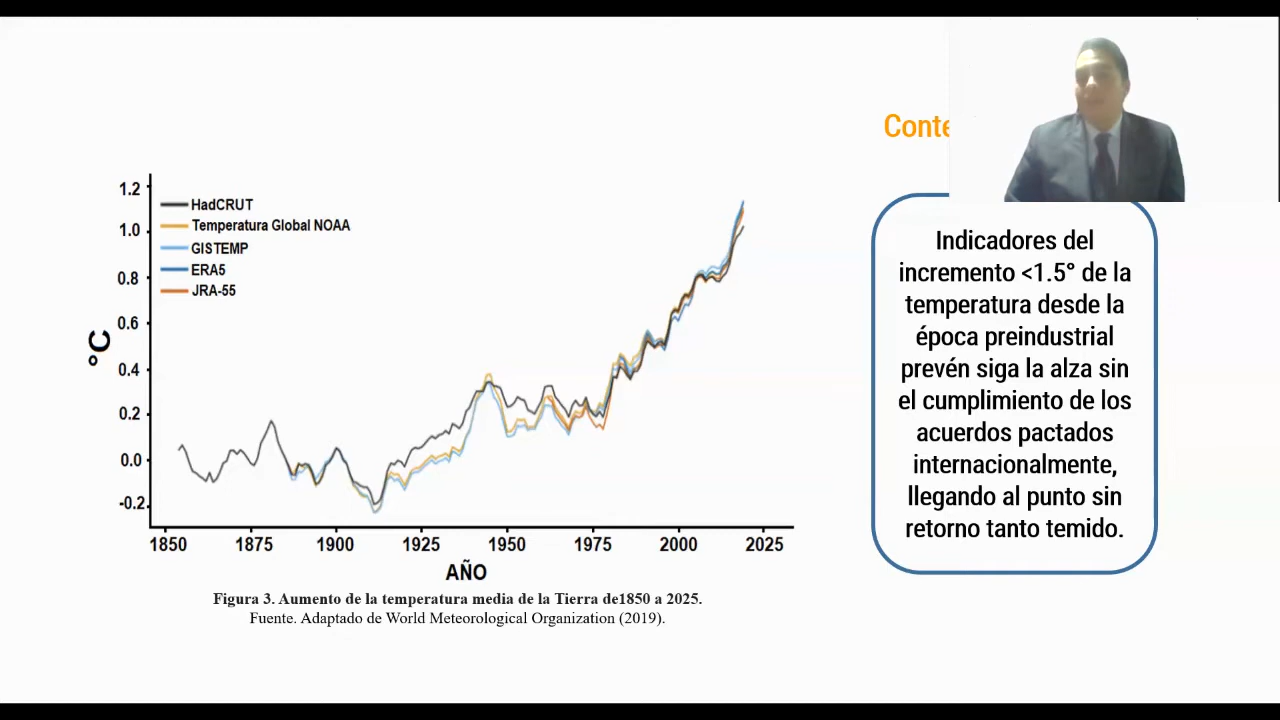 Conte
1.2
1.0
0.8
0.6
0.4
0.2
0.0
-0.2
°C
HadCRUT
Temperatura Global NOAA
GISTEMP
ERA5
JRA-55
1850 1875 1900 1925 1950 1975 2000 2025
AÑO
Figura 3. Aumento de la temperatura media de la Tierra de1850 a 2025.
Fuente. Adaptado de World Meteorological Organization (2019).
Indicadores del
incremento <1.5° de la
temperatura desde la
época preindustrial
prevén siga la alza sin
el cumplimiento de los
acuerdos pactados
internacionalmente,
llegando al punto sin
retorno tanto temido.